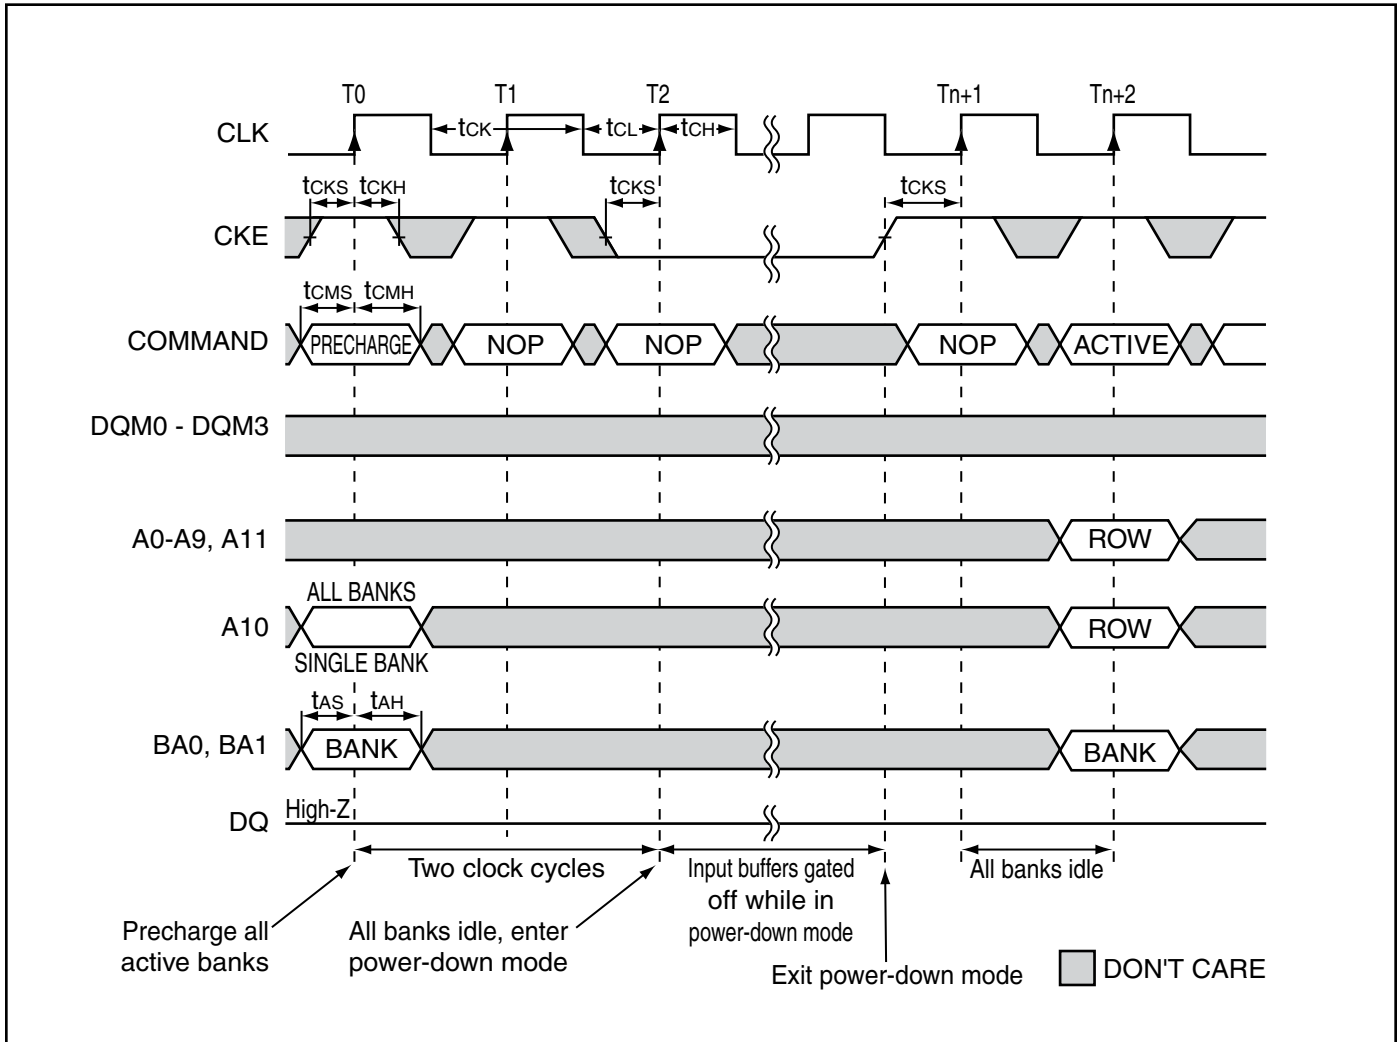 T0 T1 T2 Tn+1 Tn+2
CLK tCK tCL tCH
tCKS tCKH tCKS tCKS
CKE
tCMS tCMH
COMMAND PRECHARGE NOP NOP NOP ACTIVE
DQM0 - DQM3
A0-A9, A11 ROW
ALL BANKS
A10 ROW
SINGLE BANK
tAS tAH
BA0, BA1 BANK BANK
DQ High-Z
Two clock cycles
Input buffers gated
off while in
power-down mode
All banks idle
Precharge all
active banks
All banks idle, enter
power-down mode
Exit power-down mode
DON'T CARE